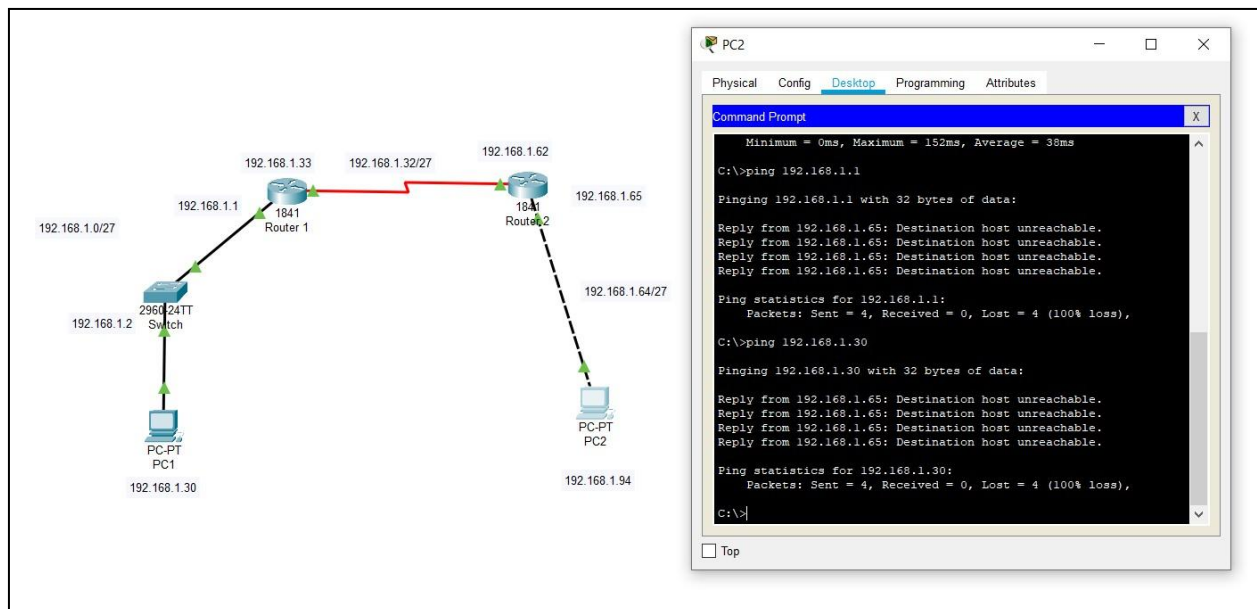 192.168.1.33
192.168.1.32/27
192.168.1.62
192.168.1.1
1841
Router 1
1841
Router 2
192.168.1.65
192.168.1.0/27
2960-24TT
Switch
192.168.1.2
192.168.1.64/27
PC-PT
PC1
192.168.1.30
PC-PT
PC2
192.168.1.94
PC2
Physical Config Desktop Programming Attributes
Command Prompt X
Minimum = 0ms, Maximum = 152ms, Average = 38ms
C:\>ping 192.168.1.1
Pinging 192.168.1.1 with 32 bytes of data:
Reply from 192.168.1.65: Destination host unreachable.
Reply from 192.168.1.65: Destination host unreachable.
Reply from 192.168.1.65: Destination host unreachable.
Reply from 192.168.1.65: Destination host unreachable.
Ping statistics for 192.168.1.1:
Packets: Sent = 4, Received = 0, Lost = 4 (100% loss),
C:\>ping 192.168.1.30
Pinging 192.168.1.30 with 32 bytes of data:
Reply from 192.168.1.65: Destination host unreachable.
Reply from 192.168.1.65: Destination host unreachable.
Reply from 192.168.1.65: Destination host unreachable.
Reply from 192.168.1.65: Destination host unreachable.
Ping statistics for 192.168.1.30:
Packets: Sent = 4, Received = 0, Lost = 4 (100% loss),
C:\>
Top